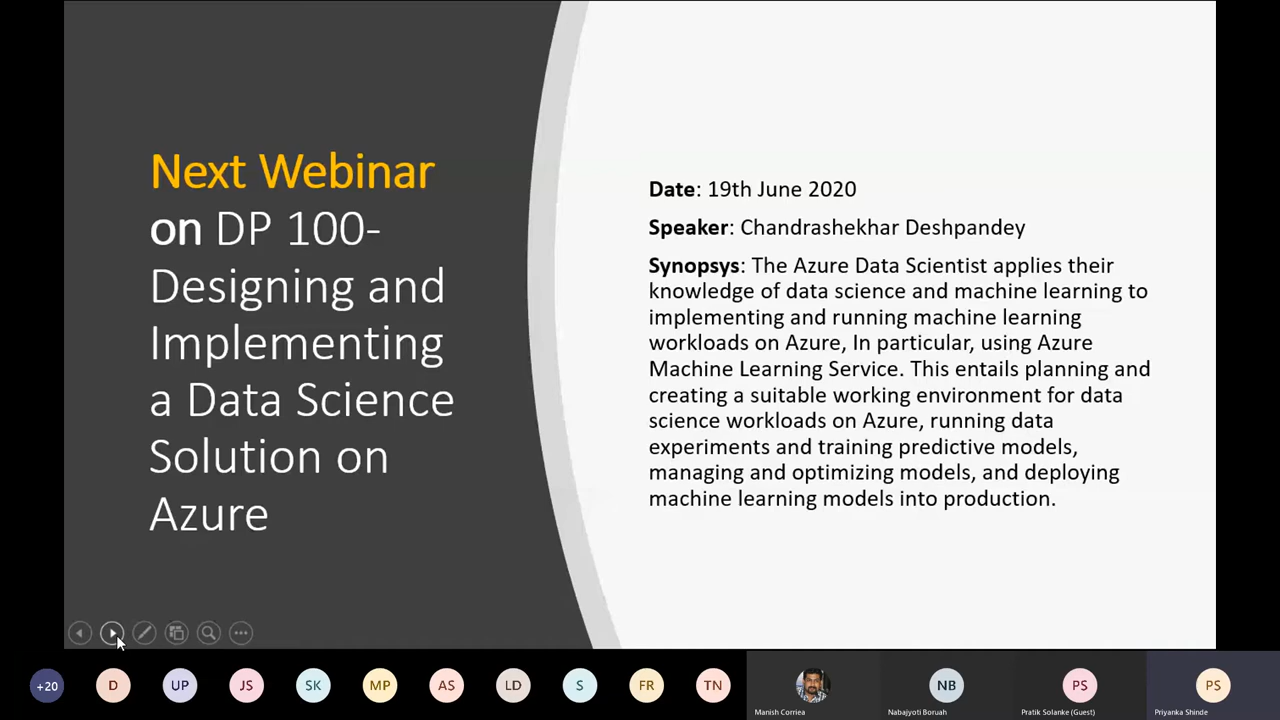 Next Webinar
on DP 100-
Designing and
Implementing
a Data Science
Solution on
Azure
Date: 19th June 2020
Speaker: Chandrashekhar Deshpandey
Synopsys: The Azure Data Scientist applies their
knowledge of data science and machine learning to
implementing and running machine learning
workloads on Azure, In particular, using Azure
Machine Learning Service. This entails planning and
creating a suitable working environment for data
science workloads on Azure, running data
experiments and training predictive models,
managing and optimizing models, and deploying
machine learning models into production.
+20
D
UP
JS
SK
MP
AS
LD
S
FR
TN
Manish Corriea
NB
Nabajyoti Boruah
PS
Pratik Solanke (Guest)
PS
Priyanka Shinde